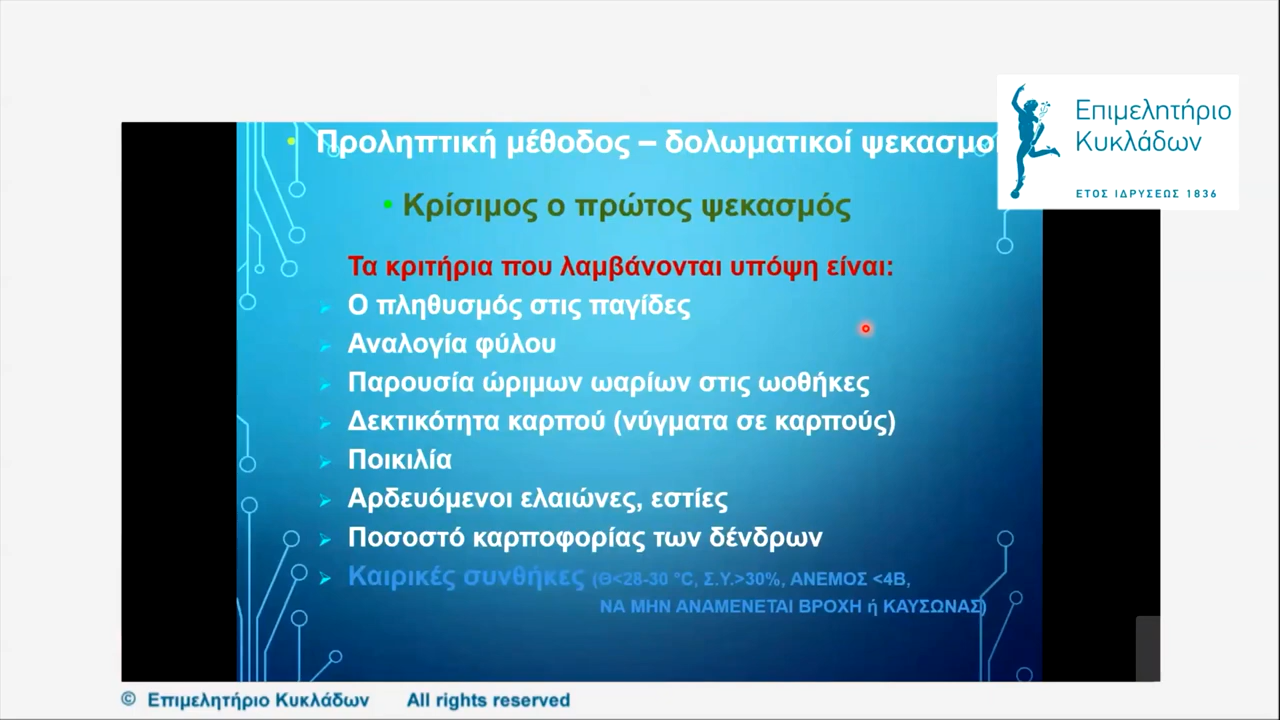 • Προληπτική μέθοδος – δολωματικοί ψεκασμο
• Κρίσιμος ο πρώτος ψεκασμός
Τα κριτήρια που λαμβάνονται υπόψη είναι:
Ο πληθυσμός στις παγίδες
Αναλογία φύλου
Παρουσία ώριμων ωαρίων στις ωοθήκες
Δεκτικότητα καρπού (νύγματα σε καρπούς)
Ποικιλία
Αρδευόμενοι ελαιώνες, εστίες
Ποσοστό καρποφορίας των δένδρων
Καιρικές συνθήκες (Θ<28-30 °C, Σ.Υ.>30%, ΑΝΕΜΟΣ <4Β,
ΝΑ ΜΗΝ ΑΝΑΜΕΝΕΤΑΙ ΒΡΟΧΗ ή ΚΑΥΣΩΝΑΣ)
Επιμελητήριο
Κυκλάδων
ΕΤΟΣ ΙΔΡΥΣΕΩΣ 1836
© Επιμελητήριο Κυκλάδων All rights reserved